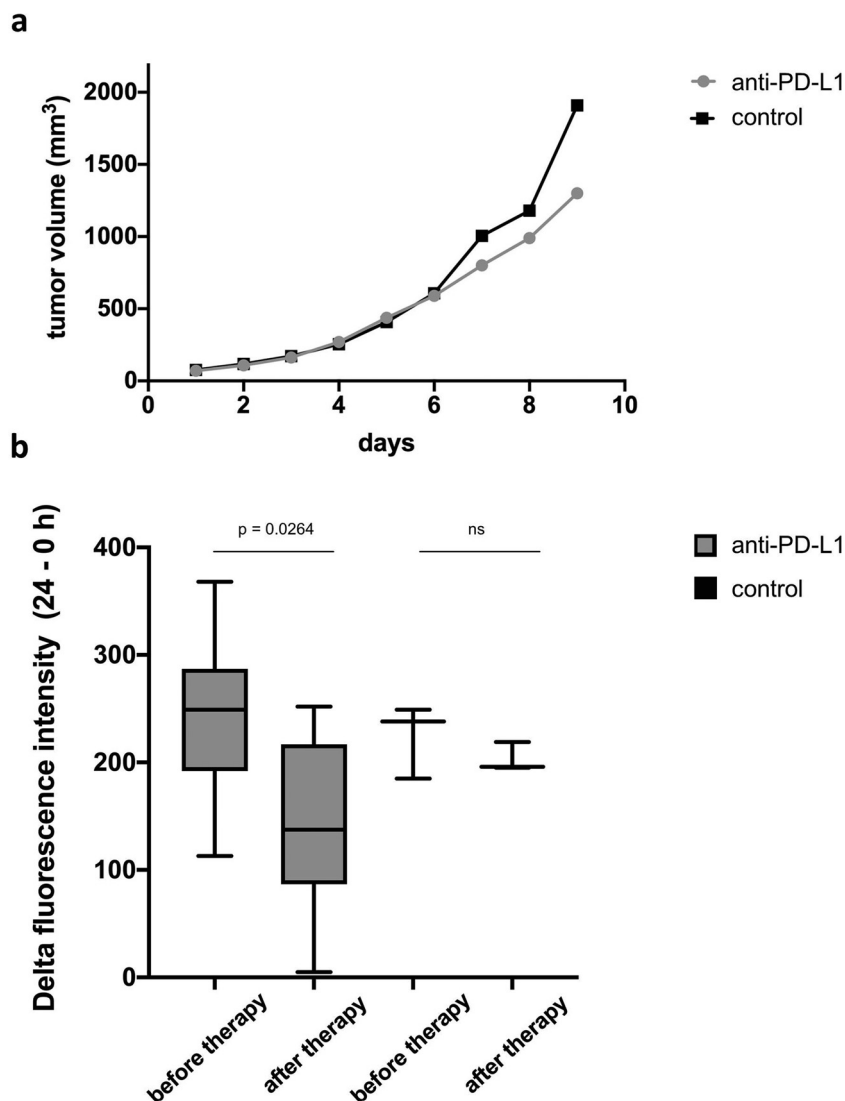 a
tumor volume (mm³)
2000
1500
1000
500
0
0 2 4 6 8 10
days
anti-PD-L1
control
b
Delta fluorescence intensity (24 - 0 h)
400
300
200
100
0
p = 0.0264
ns
before therapy
after therapy
before therapy
after therapy
anti-PD-L1
control